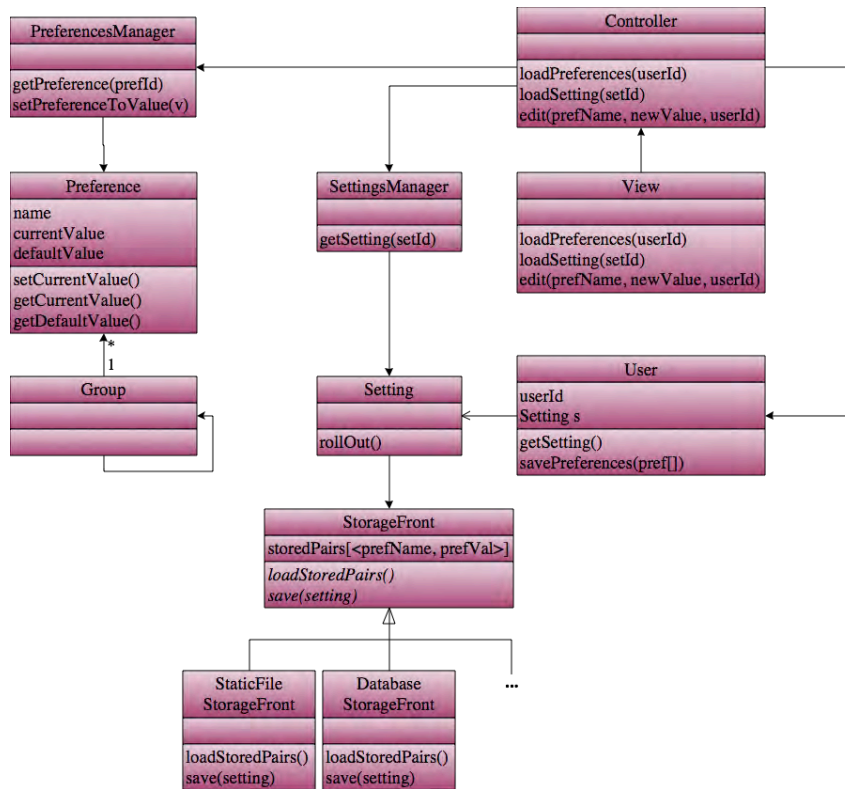 PreferencesManager
getPreference(prefId)
setPreferenceToValue(v)
Controller
loadPreferences(userId)
loadSetting(setId)
edit(prefName, newValue, userId)
Preference
name
currentValue
defaultValue
setCurrentValue()
getCurrentValue()
getDefaultValue()
SettingsManager
getSetting(setId)
View
loadPreferences(userId)
loadSetting(setId)
edit(prefName, newValue, userId)
*
1
Group
Setting
rollOut()
User
userId
Setting s
getSetting()
savePreferences(pref[])
StorageFront
storedPairs[<prefName, prefVal>]
loadStoredPairs()
save(setting)
StaticFile
StorageFront
loadStoredPairs()
save(setting)
Database
StorageFront
loadStoredPairs()
save(setting)
...